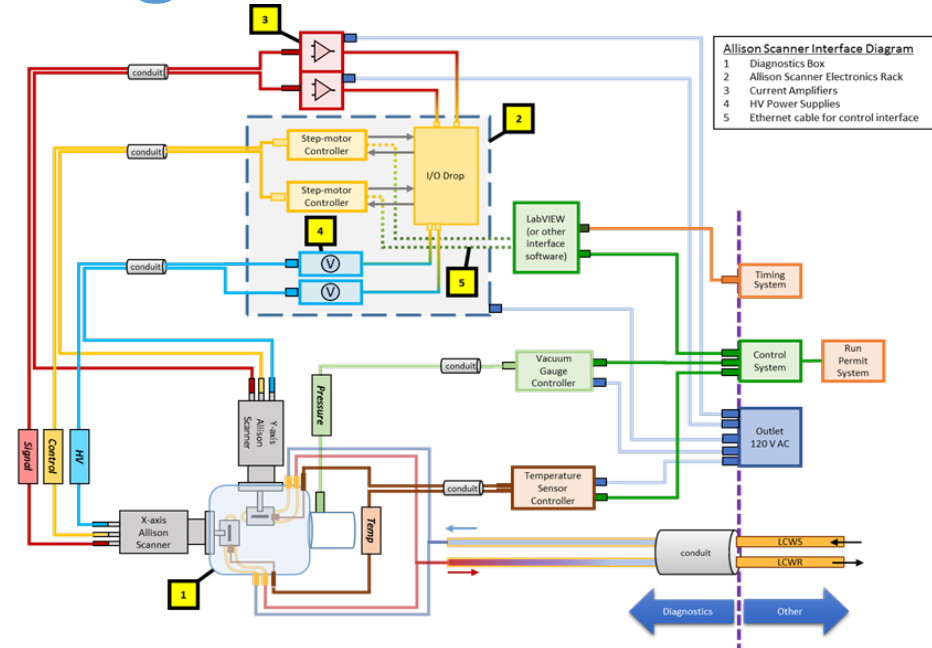 3
conduit
Allison Scanner Interface Diagram
1 Diagnostics Box
2 Allison Scanner Electronics Rack
3 Current Amplifiers
4 HV Power Supplies
5 Ethernet cable for control interface
2
conduit
Step-motor
Controller
I/O Drop
Step-motor
Controller
LabVIEW
(or other
interface
software)
4
V
conduit
5
V
Timing
System
Vacuum
Gauge
Controller
conduit
Control
System
Run
Permit
System
Pressure
Y-axis
Allison
Scanner
Outlet
120 V AC
Signal
Control
HV
Temperature
Sensor
Controller
conduit
X-axis
Allison
Scanner
Temp
conduit
LCWS
LCWR
1
Diagnostics
Other